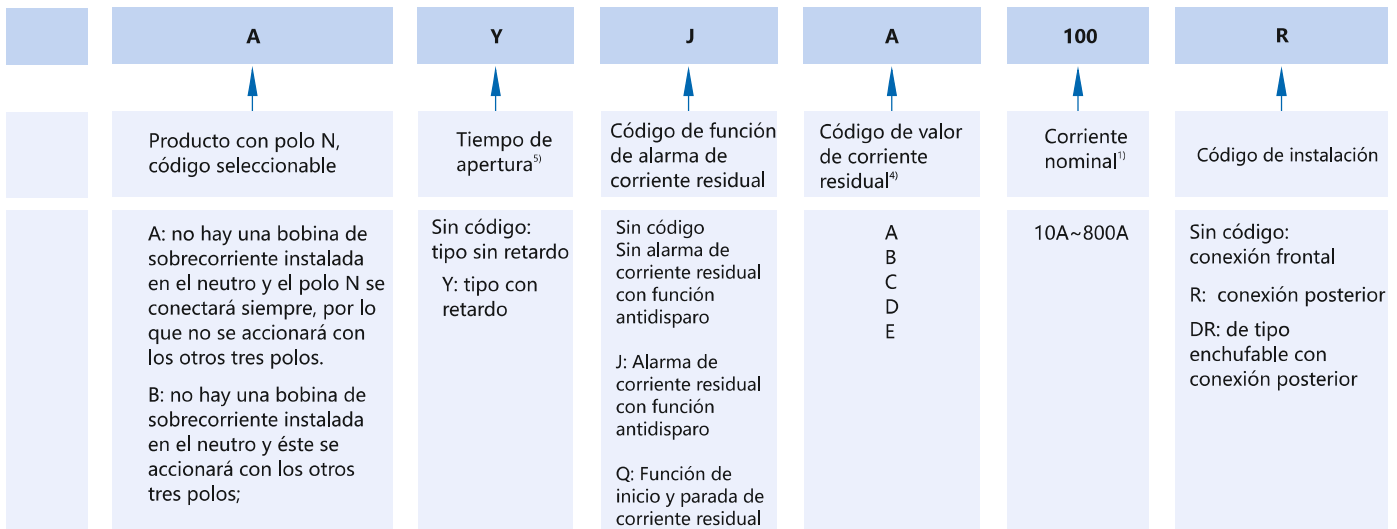 A
Y
J
A
100
R
Producto con polo N,
código seleccionable
Tiempo de
apertura5)
Código de función
de alarma de
corriente residual
Código de valor
de corriente
residual4)
Corriente
nominal1)
Código de instalación
A: no hay una bobina de
sobrecorriente instalada
en el neutro y el polo N se
conectará siempre, por lo
que no se accionará con
los otros tres polos.
B: no hay una bobina de
sobrecorriente instalada
en el neutro y éste se
accionará con los otros
tres polos;
Sin código:
tipo sin retardo
Y: tipo con
retardo
Sin código
Sin alarma de
corriente residual
con función
antidisparo
J: Alarma de
corriente residual
con función
antidisparo
Q: Función de
inicio y parada de
corriente residual
A
B
C
D
E
10A~800A
Sin código:
conexión frontal
R: conexión posterior
DR: de tipo
enchufable con
conexión posterior